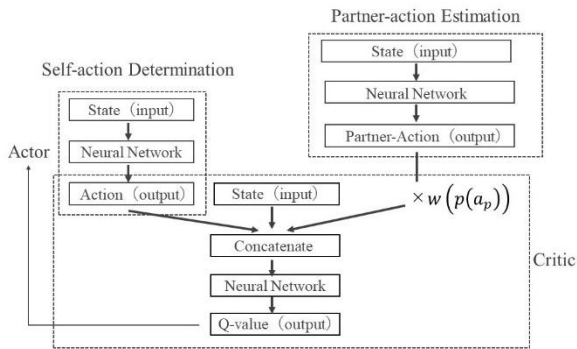 Partner-action Estimation
State（input）
Neural Network
Partner-Action（output）
Self-action Determination
State（input）
Neural Network
Action（output）
Actor
State（input）
× w(p(a_p))
Concatenate
Neural Network
Q-value（output）
Critic